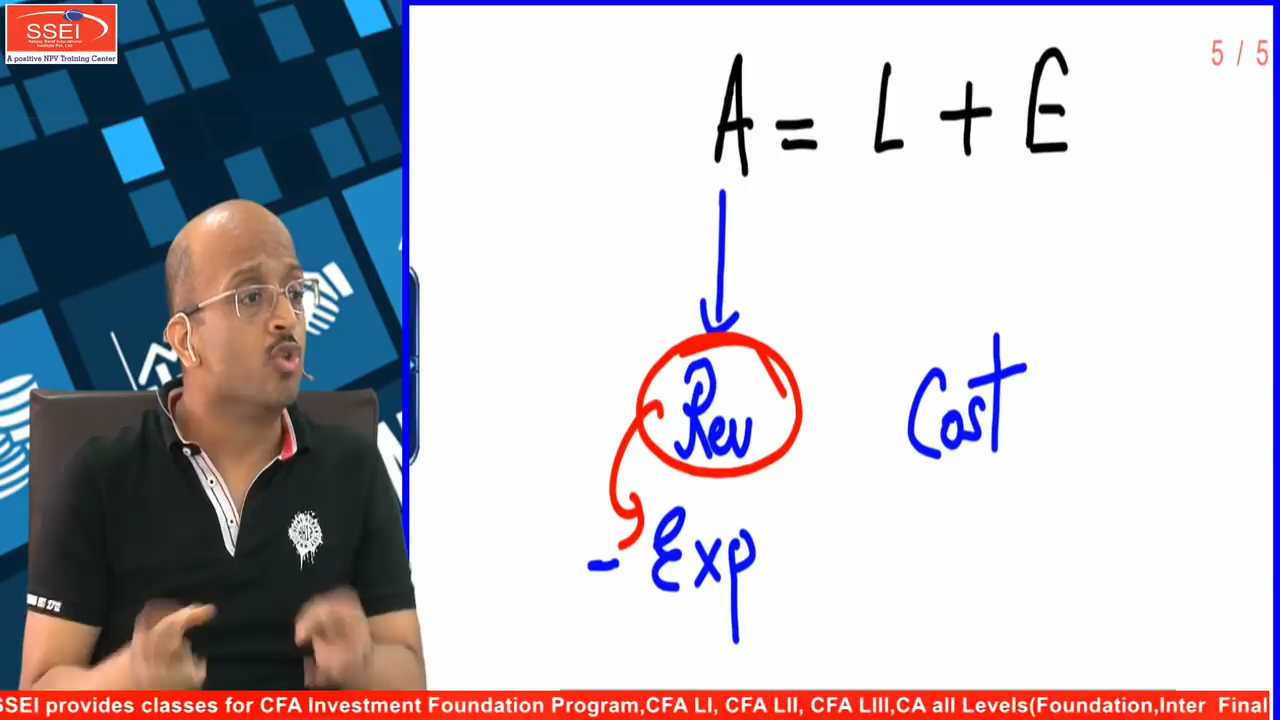 SSEI
A positive NPV Training Center
5 / 5
A = L + E
Rev Cost
- Exp
SSEI provides classes for CFA Investment Foundation Program,CFA LI, CFA LII, CFA LIII,CA all Levels(Foundation,Inter Final